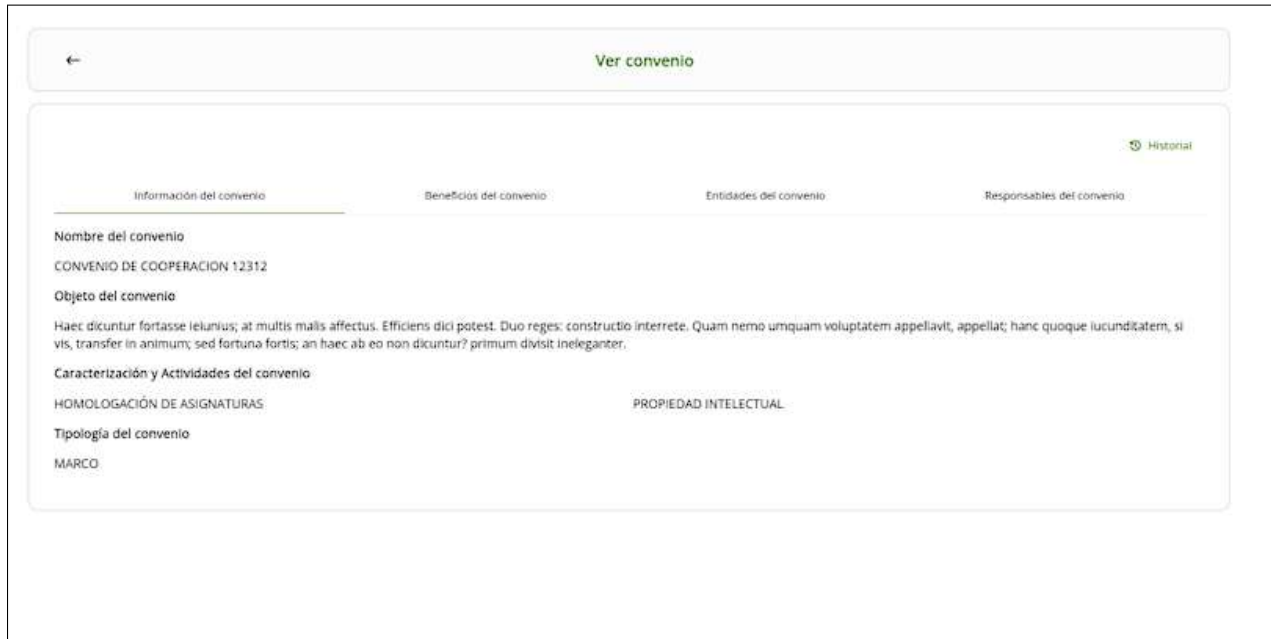 Ver convenio
Historial
Información del convenio
Beneficios del convenio
Entidades del convenio
Responsables del convenio
Nombre del convenio
CONVENIO DE COOPERACION 12312
Objeto del convenio
Haec dicuntur fortasse ieiunius; at multis malis affectus. Efficiens dici potest. Duo reges: constructio interrete. Quam nemo umquam voluptatem appellavit, appellat; hanc quoque iucunditatem, si
vis, transfer in animum; sed fortuna fortis; an haec ab eo non dicuntur? primum divisit ineleganter.
Caracterización y Actividades del convenio
HOMOLOGACIÓN DE ASIGNATURAS
PROPIEDAD INTELECTUAL
Tipología del convenio
MARCO